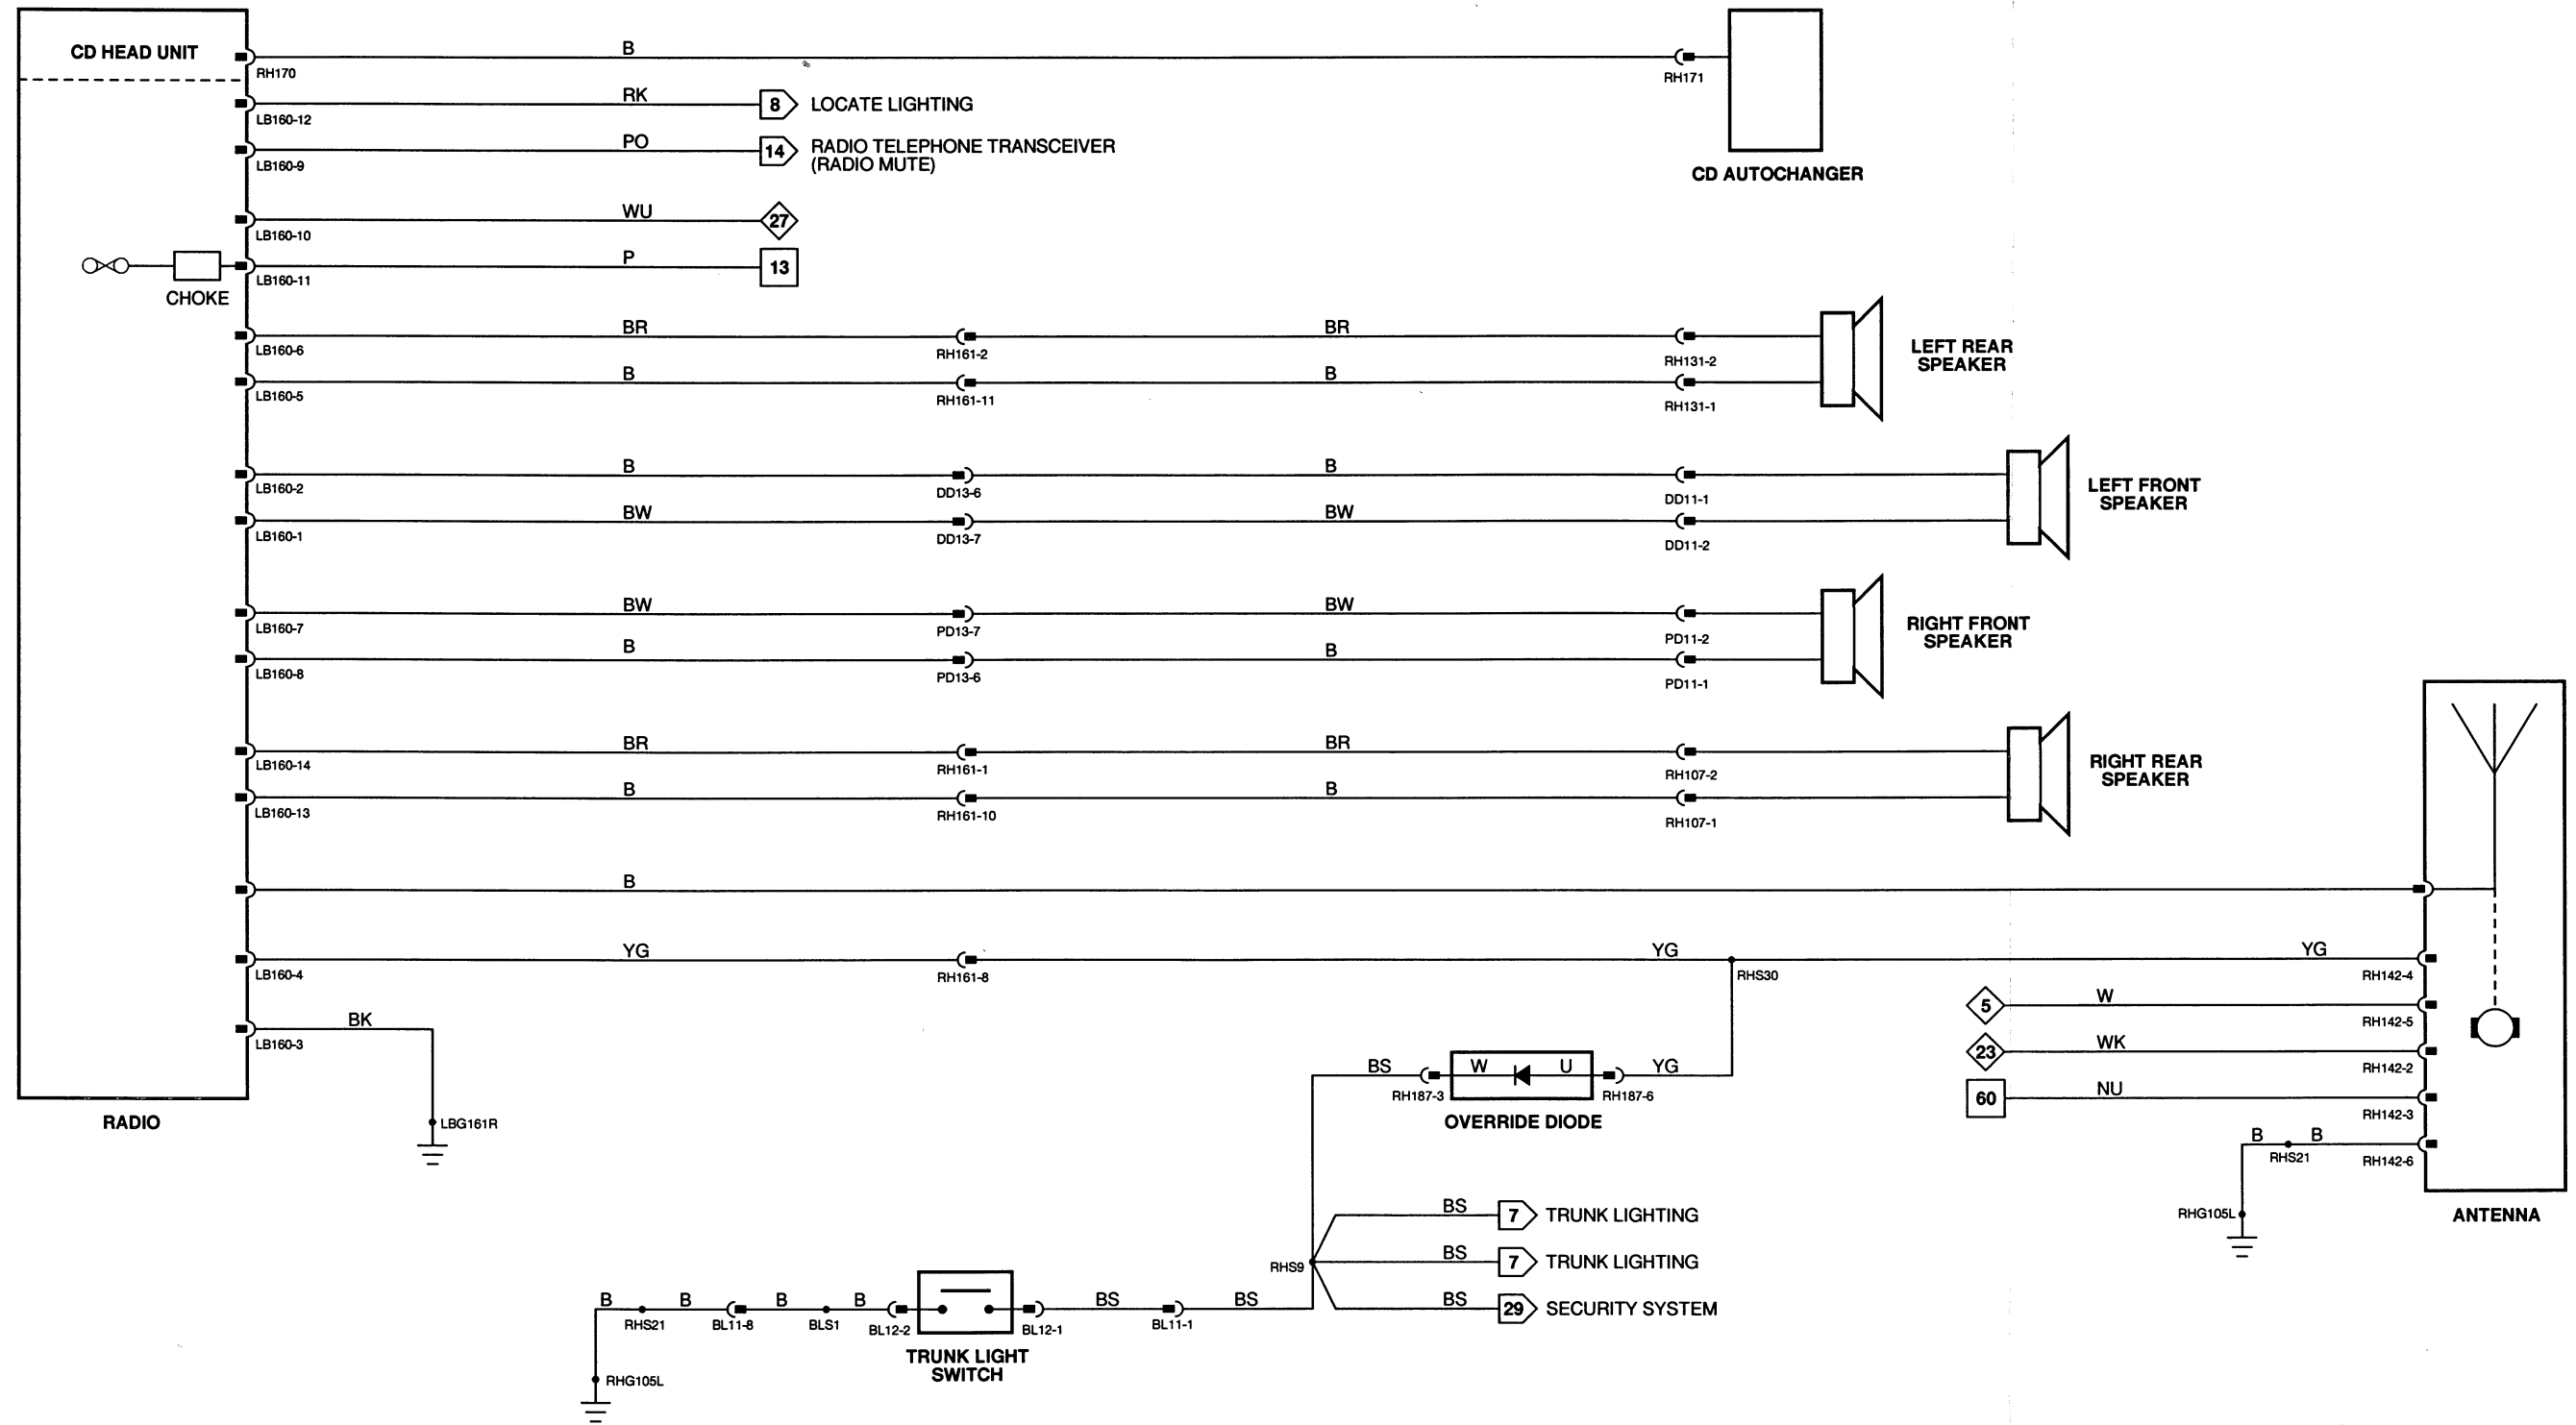 CD HEAD UNIT
B
RH170
RH171
CD AUTOCHANGER
RK
LB160-12
8
LOCATE LIGHTING
PO
LB160-9
14
RADIO TELEPHONE TRANSCEIVER
(RADIO MUTE)
WU
LB160-10
27
P
LB160-11
13
CHOKE
BR
LB160-6
RH161-2
BR
RH131-2
B
LB160-5
RH161-11
B
RH131-1
LEFT REAR
SPEAKER
B
LB160-2
DD13-6
B
DD11-1
BW
LB160-1
DD13-7
BW
DD11-2
LEFT FRONT
SPEAKER
BW
LB160-7
PD13-7
BW
PD11-2
B
LB160-8
PD13-6
B
PD11-1
RIGHT FRONT
SPEAKER
BR
LB160-14
RH161-1
BR
RH107-2
B
LB160-13
RH161-10
B
RH107-1
RIGHT REAR
SPEAKER
B
YG
LB160-4
RH161-8
YG
RHS30
YG
RH142-4
5
W
RH142-5
23
WK
RH142-2
60
NU
RH142-3
B
B
RHS21
RH142-6
RHG105L
ANTENNA
BK
LB160-3
LBG161R
RADIO
BS
RH187-3
W
U
RH187-6
YG
OVERRIDE DIODE
BS
7
TRUNK LIGHTING
BS
7
TRUNK LIGHTING
RHS9
BS
29
SECURITY SYSTEM
B
RHS21
B
BL11-8
B
BLS1
B
BL12-2
BL12-1
BS
BL11-1
BS
TRUNK LIGHT
SWITCH
RHG105L